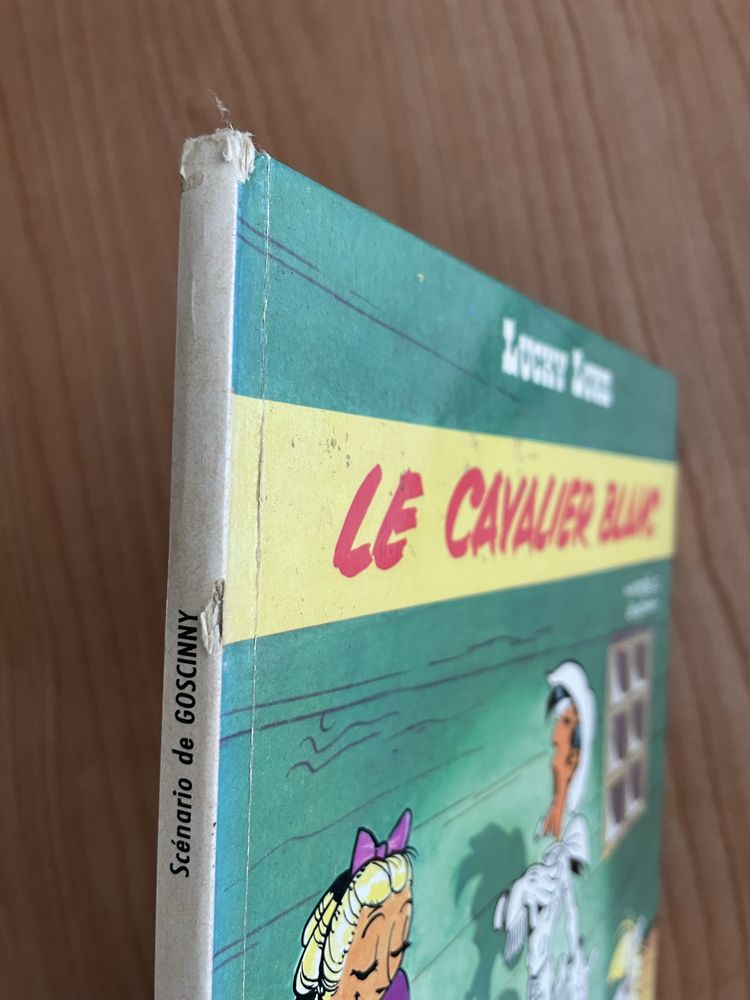 LUCKY LUKE
LE CAVALIER BLANC
Scénario de GOSCINNY